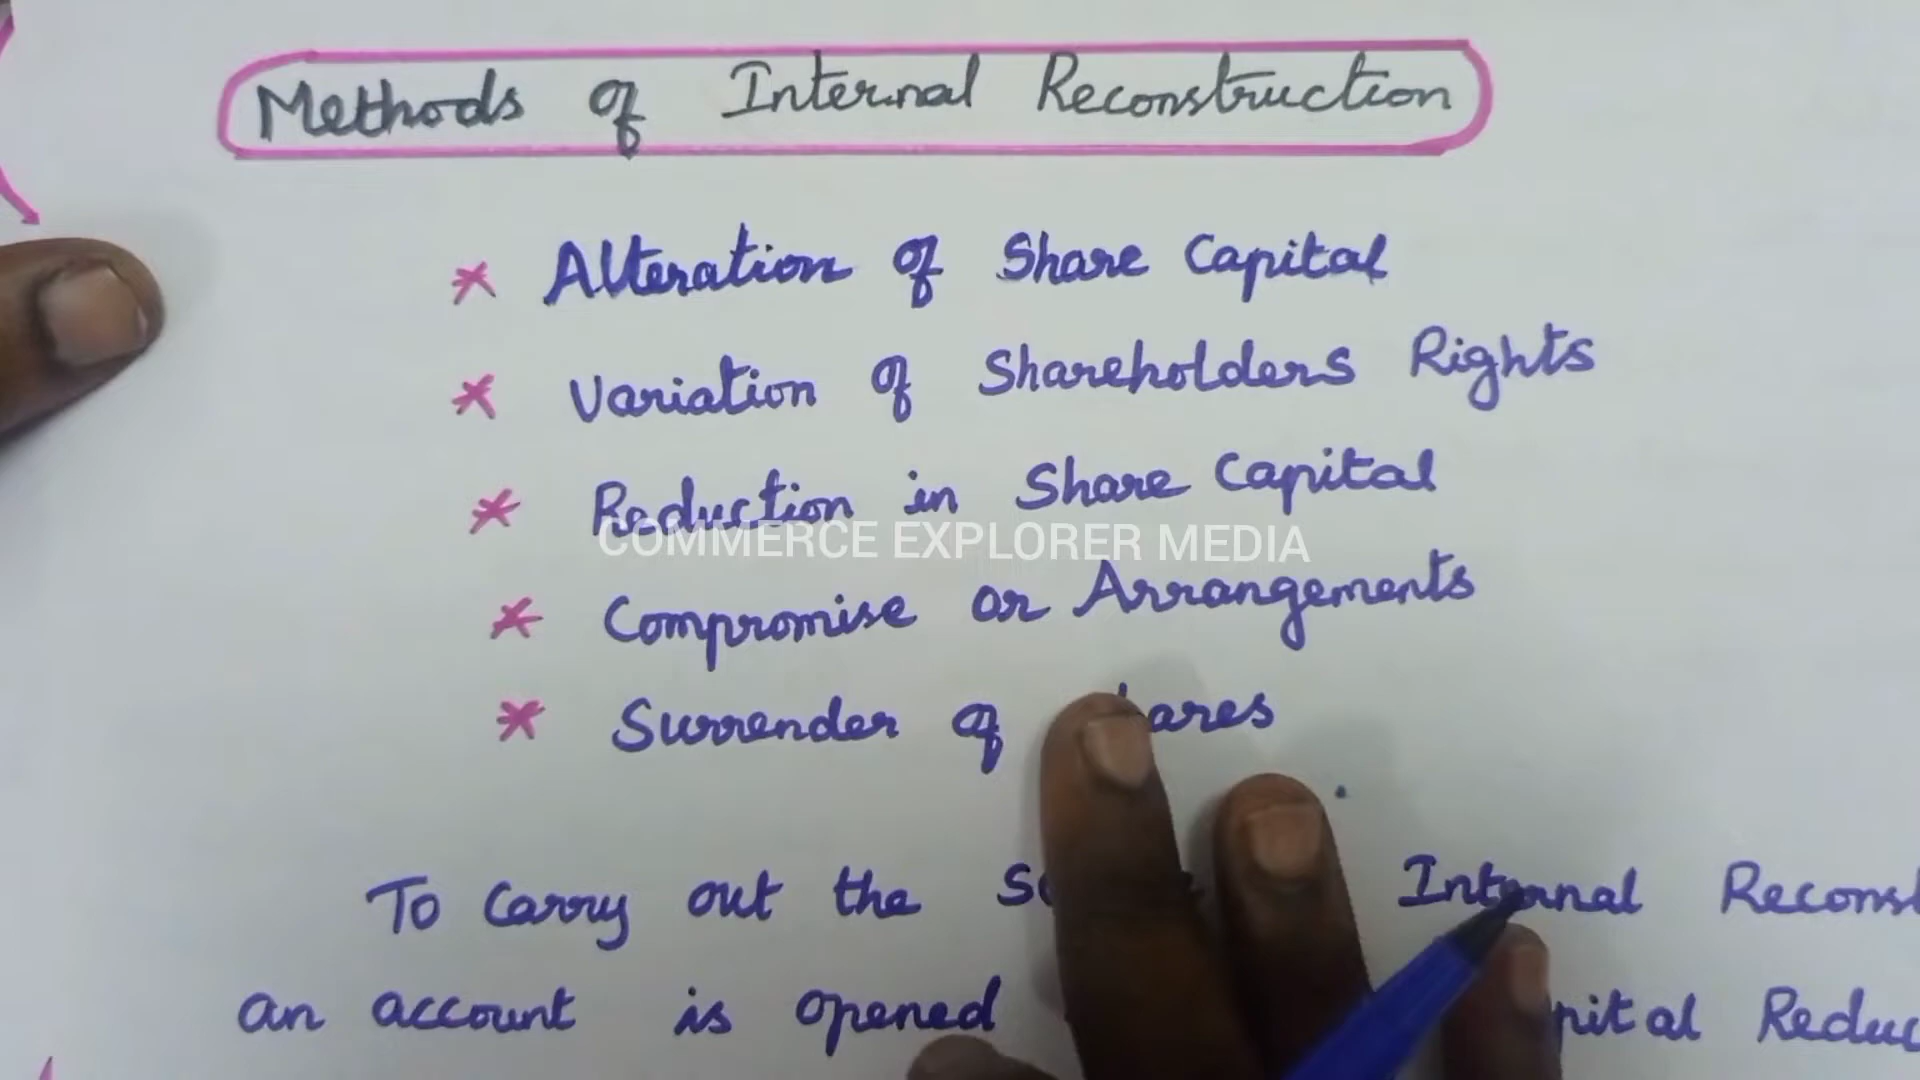 Methods of Internal Reconstruction
* Alteration of Share Capital
* Variation of Shareholders Rights
* Reduction in Share Capital
COMMERCE EXPLORER MEDIA
* Compromise or Arrangements
* Surrender of
To carry out the Internal
an account is opened